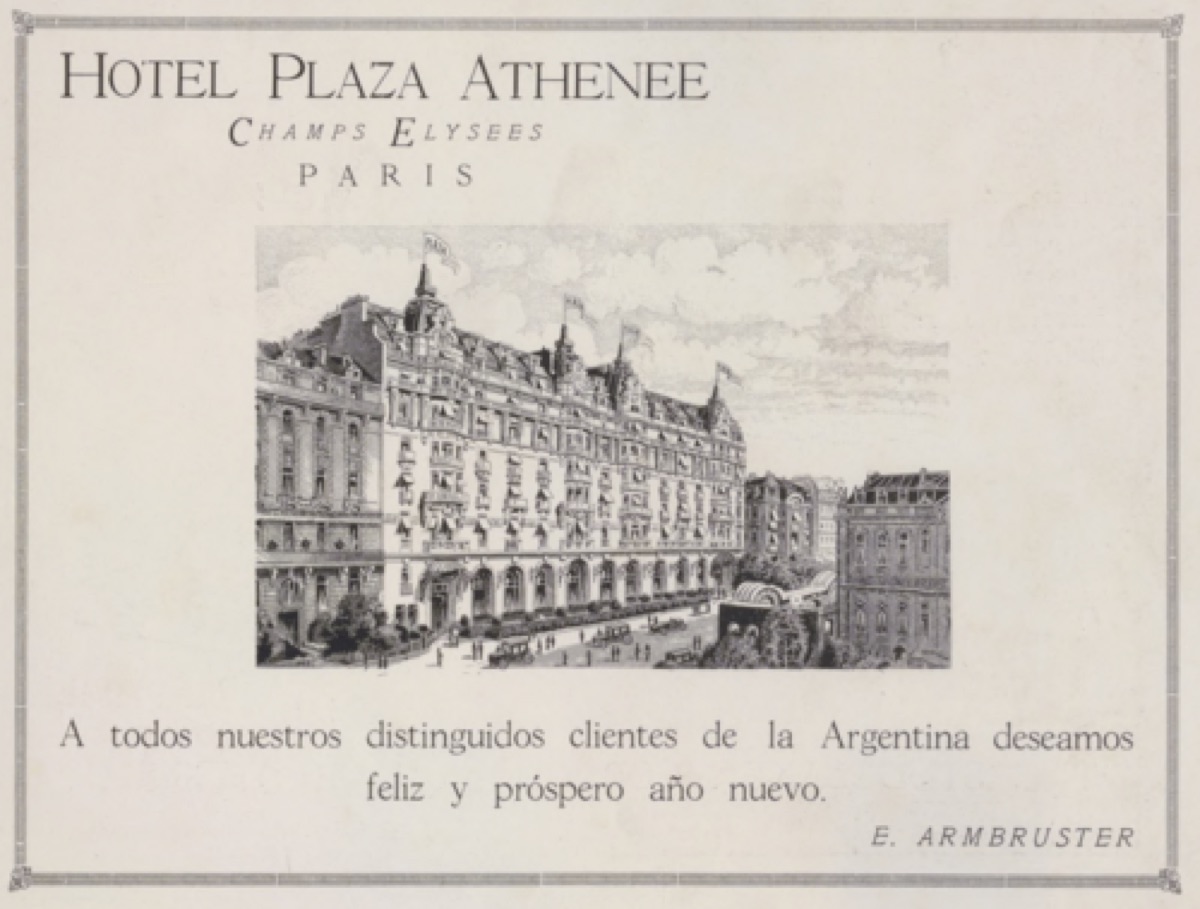 HOTEL PLAZA ATHENEE
CHAMPS ELYSEES
PARIS
A todos nuestros distinguidos clientes de la Argentina deseamos
feliz y próspero año nuevo.
E. ARMBRUSTER